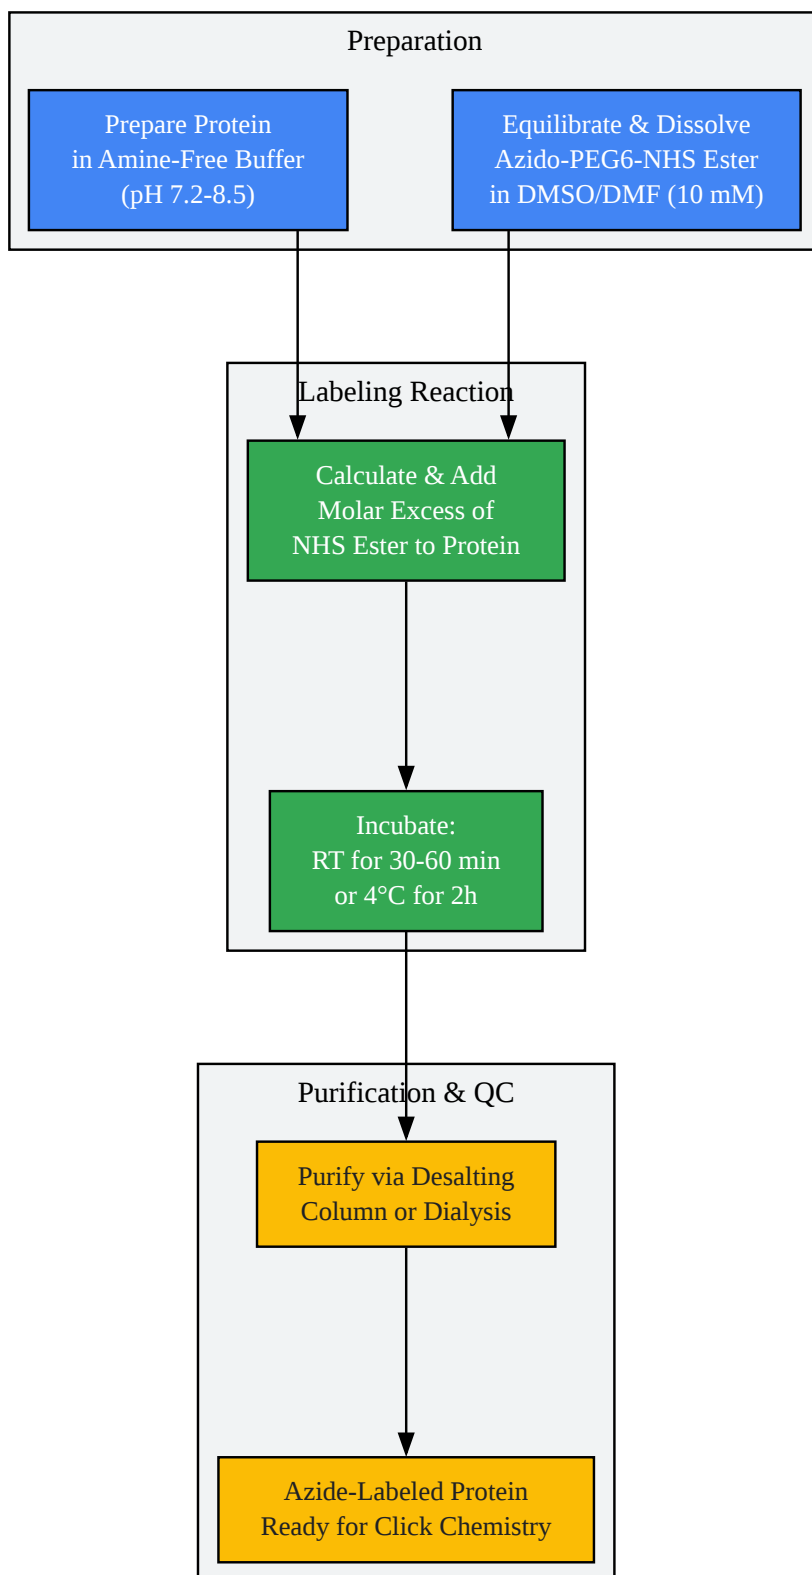 Preparation
Prepare Protein
in Amine-Free Buffer
(pH 7.2-8.5)
Equilibrate & Dissolve
Azido-PEG6-NHS Ester
in DMSO/DMF (10 mM)
Labeling Reaction
Calculate & Add
Molar Excess of
NHS Ester to Protein
Incubate:
RT for 30-60 min
or 4°C for 2h
Purification & QC
Purify via Desalting
Column or Dialysis
Azide-Labeled Protein
Ready for Click Chemistry